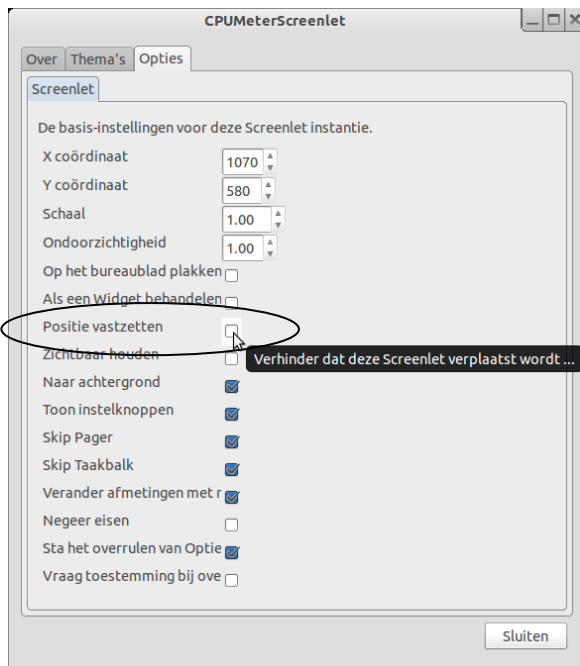 CPUMeterScreenlet
Over Thema's Opties
Screenlet
De basis-instellingen voor deze Screenlet instantie.
X coördinaat 1070
Y coördinaat 580
Schaal 1.00
Ondoorzichtigheid 1.00
Op het bureaublad plakken
Als een Widget behandelen
Positie vastzetten
Zichtbaar houden
Verhinder dat deze Screenlet verplaatst wordt ...
Naar achtergrond
Toon instelknoppen
Skip Pager
Skip Taakbalk
Verander afmetingen met r
Negeer eisen
Sta het overrulen van Optie
Vraag toestemming bij ove
Sluiten